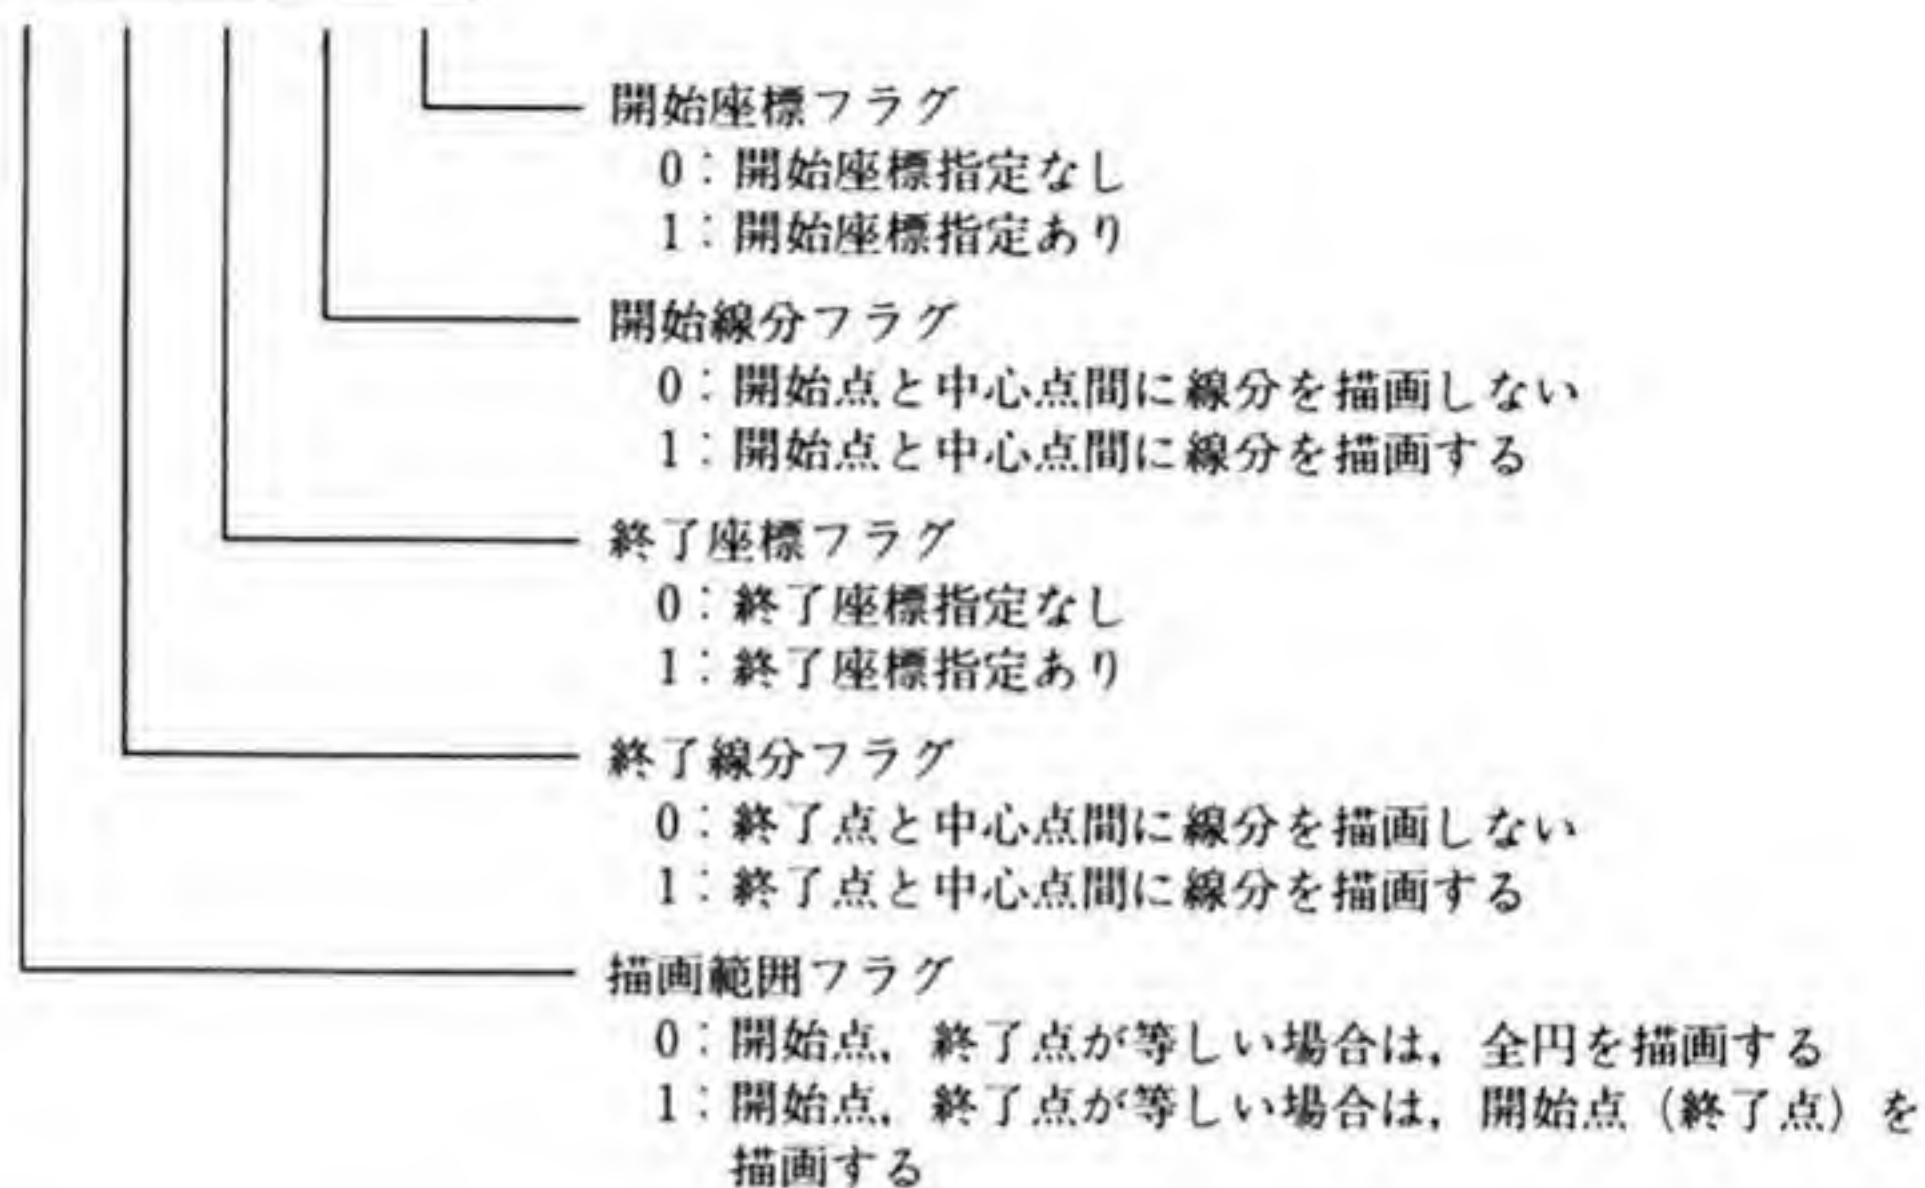 開始座標フラグ
0:開始座標指定なし
1:開始座標指定あり
開始線分フラグ
0:開始点と中心点間に線分を描画しない
1:開始点と中心点間に線分を描画する
終了座標フラグ
0:終了座標指定なし
1:終了座標指定あり
終了線分フラグ
0:終了点と中心点間に線分を描画しない
1:終了点と中心点間に線分を描画する
描画範囲フラグ
0:開始点，終了点が等しい場合は，全円を描画する
1:開始点，終了点が等しい場合は，開始点（終了点）を
描画する